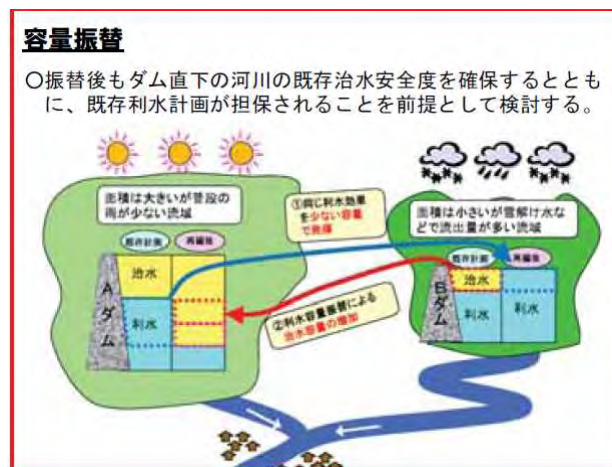 容量振替
○振替後もダム直下の河川の既存治水安全度を確保するととも
に、既存利水計画が担保されることを前提として検討する。
面積は大きいが普段の
雨が少ない流域
①同じ利水効果
を少ない容量
で発揮
面積は小さいが雪解け水な
どで流出量が多い流域
既存計画
再編後
既存計画
再編後
治水
Aダム
利水
治水
Bダム
利水
利水
②利水容量振替による
治水容量の増加